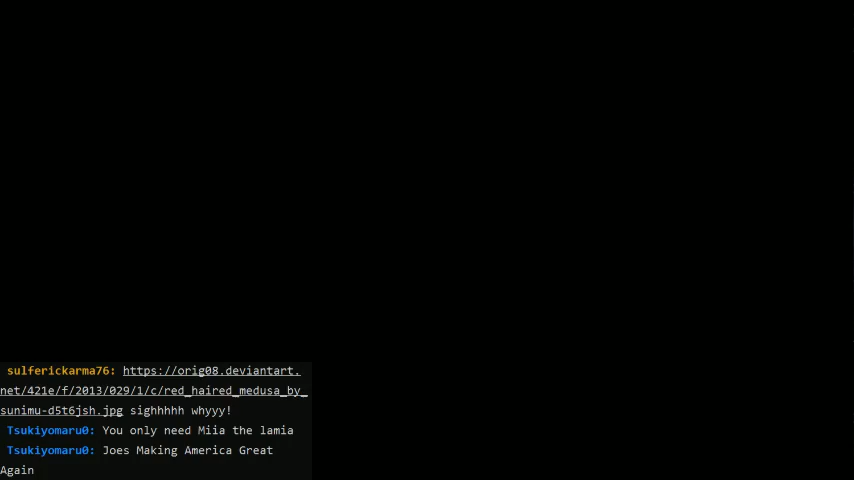 sulferickarma76: https://orig08.deviantart.
net/421e/f/2013/029/1/c/red_haired_medusa_by_
sunimu-d5t6jsh.jpg sighhhhh whyyy!
Tsukiyomaru0: You only need Miia the lamia
Tsukiyomaru0: Joes Making America Great
Again